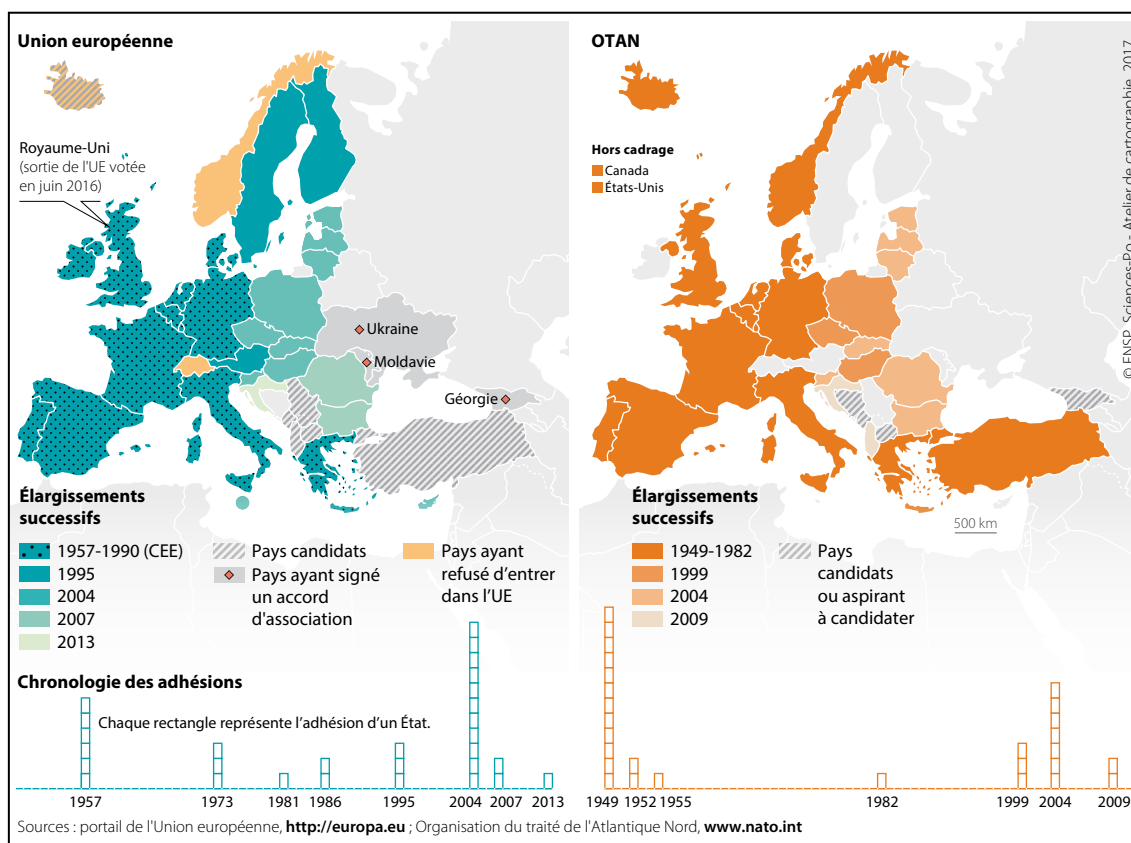 Union européenne
Royaume-Uni
(sortie de l'UE votée
en juin 2016)
Ukraine
Moldavie
Géorgie
Élargissements
successifs
1957-1990 (CEE)
1995
2004
2007
2013
Pays candidats
Pays ayant signé
un accord
d'association
Pays ayant
refusé d’entrer
dans l’UE
OTAN
Hors cadrage
Canada
États-Unis
500 km
Élargissements
successifs
1949-1982
1999
2004
2009
Pays
candidats
ou aspirant
à candidater
© FNSP. Sciences-Po - Atelier de cartographie, 2017
Chronologie des adhésions
Chaque rectangle représente l’adhésion d’un État.
1957 1973 1981 1986 1995 2004 2007 2013
1949 1952 1955 1982 1999 2004 2009
Sources : portail de l'Union européenne, http://europa.eu ; Organisation du traité de l'Atlantique Nord, www.nato.int